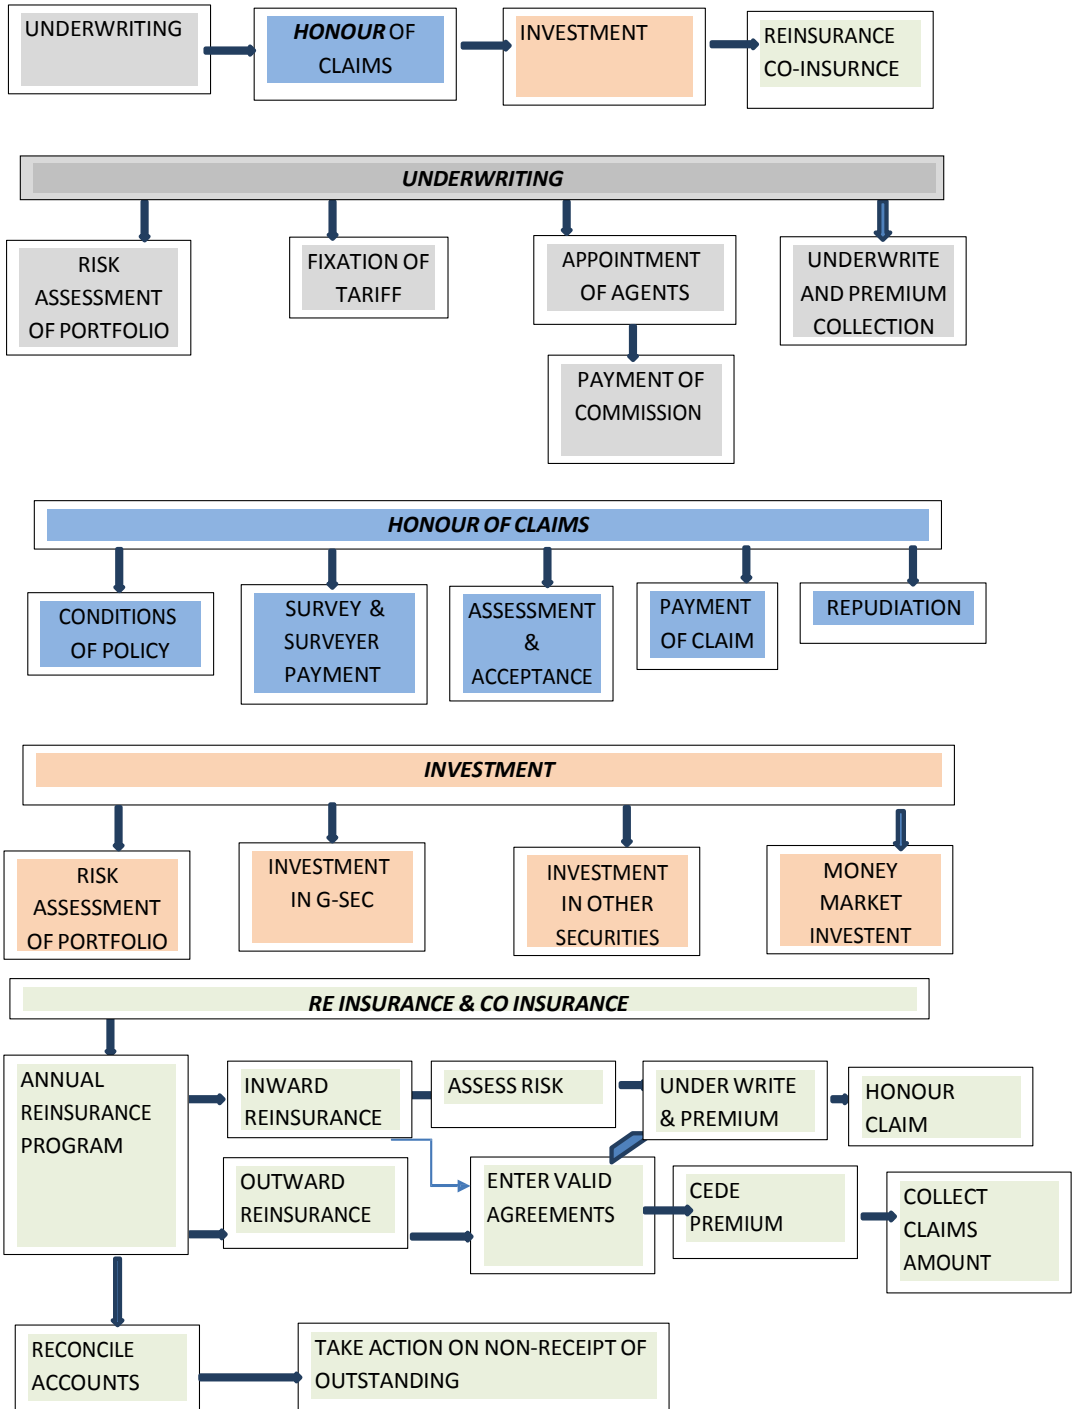 UNDERWRITING
HONOUR OF
CLAIMS
INVESTMENT
REINSURANCE
CO-INSURNCE
UNDERWRITING
RISK
ASSESSMENT
OF PORTFOLIO
FIXATION OF
TARIFF
APPOINTMENT
OF AGENTS
UNDERWRITE
AND PREMIUM
COLLECTION
PAYMENT OF
COMMISSION
HONOUR OF CLAIMS
CONDITIONS
OF POLICY
SURVEY &
SURVEYER
PAYMENT
ASSESSMENT
&
ACCEPTANCE
PAYMENT
OF CLAIM
REPUDIATION
INVESTMENT
RISK
ASSESSMENT
OF PORTFOLIO
INVESTMENT
IN G-SEC
INVESTMENT
IN OTHER
SECURITIES
MONEY
MARKET
INVESTENT
RE INSURANCE & CO INSURANCE
ANNUAL
REINSURANCE
PROGRAM
INWARD
REINSURANCE
ASSESS RISK
UNDER WRITE
& PREMIUM
HONOUR
CLAIM
OUTWARD
REINSURANCE
ENTER VALID
AGREEMENTS
CEDE
PREMIUM
COLLECT
CLAIMS
AMOUNT
RECONCILE
ACCOUNTS
TAKE ACTION ON NON-RECEIPT OF
OUTSTANDING